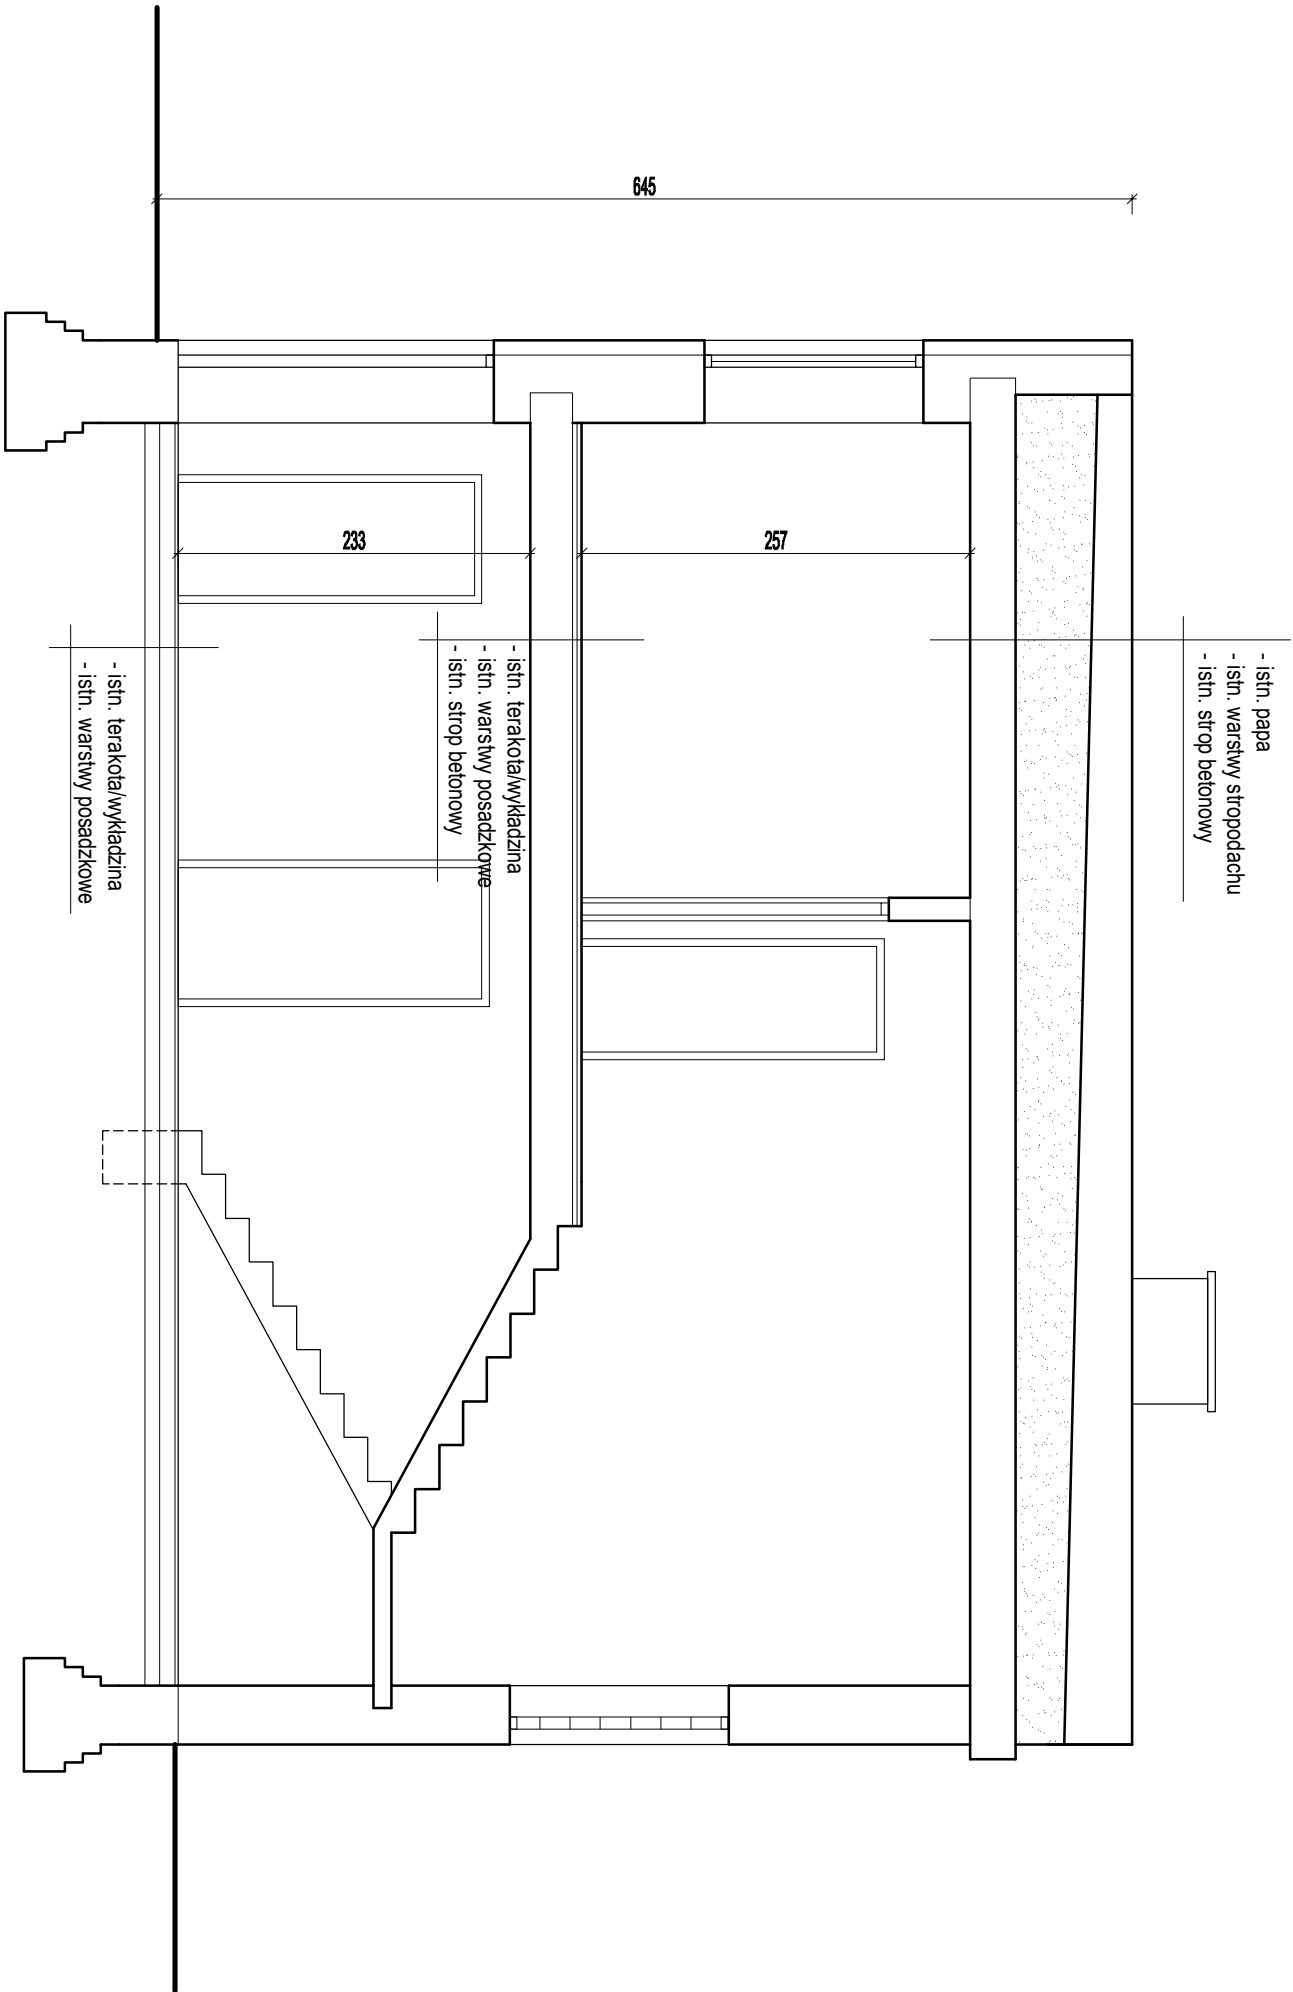 - istn. papa
- istn. warstwy stropodachu
- istn. strop betonowy
645
257
233
- istn. terakota/wykładzina
- istn. warstwy posadzkowe
- istn. strop betonowy
- istn. terakota/wykładzina
- istn. warstwy posadzkowe